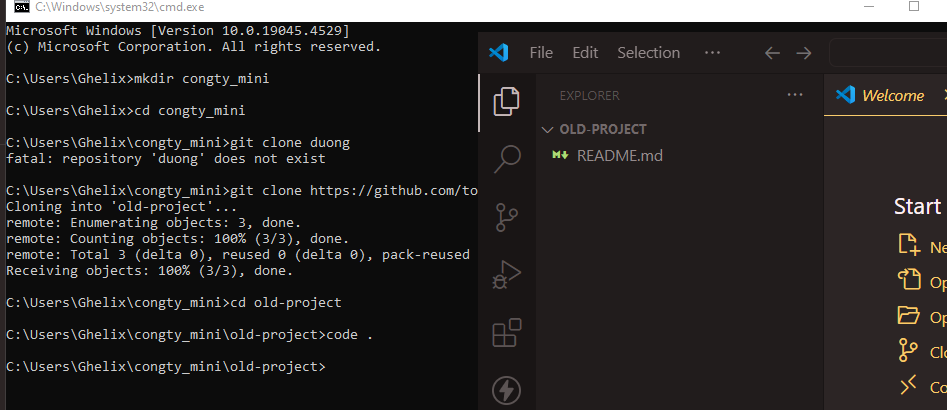 C:\Windows\system32\cmd.exe
Microsoft Windows [Version 10.0.19045.4529]
(c) Microsoft Corporation. All rights reserved.
C:\Users\Ghelix>mkdir congty_mini
C:\Users\Ghelix>cd congty_mini
C:\Users\Ghelix\congty_mini>git clone duong
fatal: repository 'duong' does not exist
C:\Users\Ghelix\congty_mini>git clone https://github.com/to
Cloning into 'old-project'...
remote: Enumerating objects: 3, done.
remote: Counting objects: 100% (3/3), done.
remote: Total 3 (delta 0), reused 0 (delta 0), pack-reused
Receiving objects: 100% (3/3), done.
C:\Users\Ghelix\congty_mini>cd old-project
C:\Users\Ghelix\congty_mini\old-project>code .
C:\Users\Ghelix\congty_mini\old-project>
File Edit Selection ...
EXPLORER ...
OLD-PROJECT
README.md
Welcome
Start
Ne
Op
Op
Clo
Co